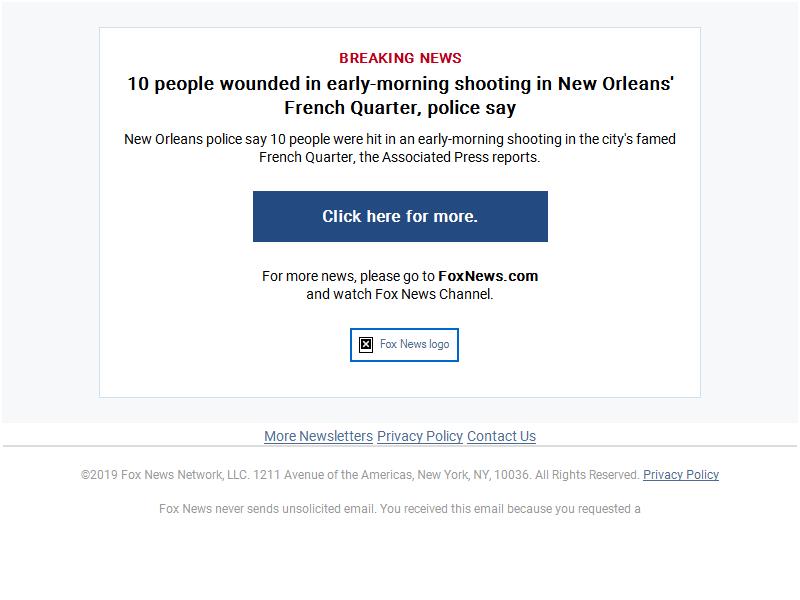 BREAKING NEWS
10 people wounded in early-morning shooting in New Orleans'
French Quarter, police say
New Orleans police say 10 people were hit in an early-morning shooting in the city's famed
French Quarter, the Associated Press reports.
Click here for more.
For more news, please go to FoxNews.com
and watch Fox News Channel.
Fox News logo
More Newsletters Privacy Policy Contact Us
©2019 Fox News Network, LLC. 1211 Avenue of the Americas, New York, NY, 10036. All Rights Reserved. Privacy Policy
Fox News never sends unsolicited email. You received this email because you requested a